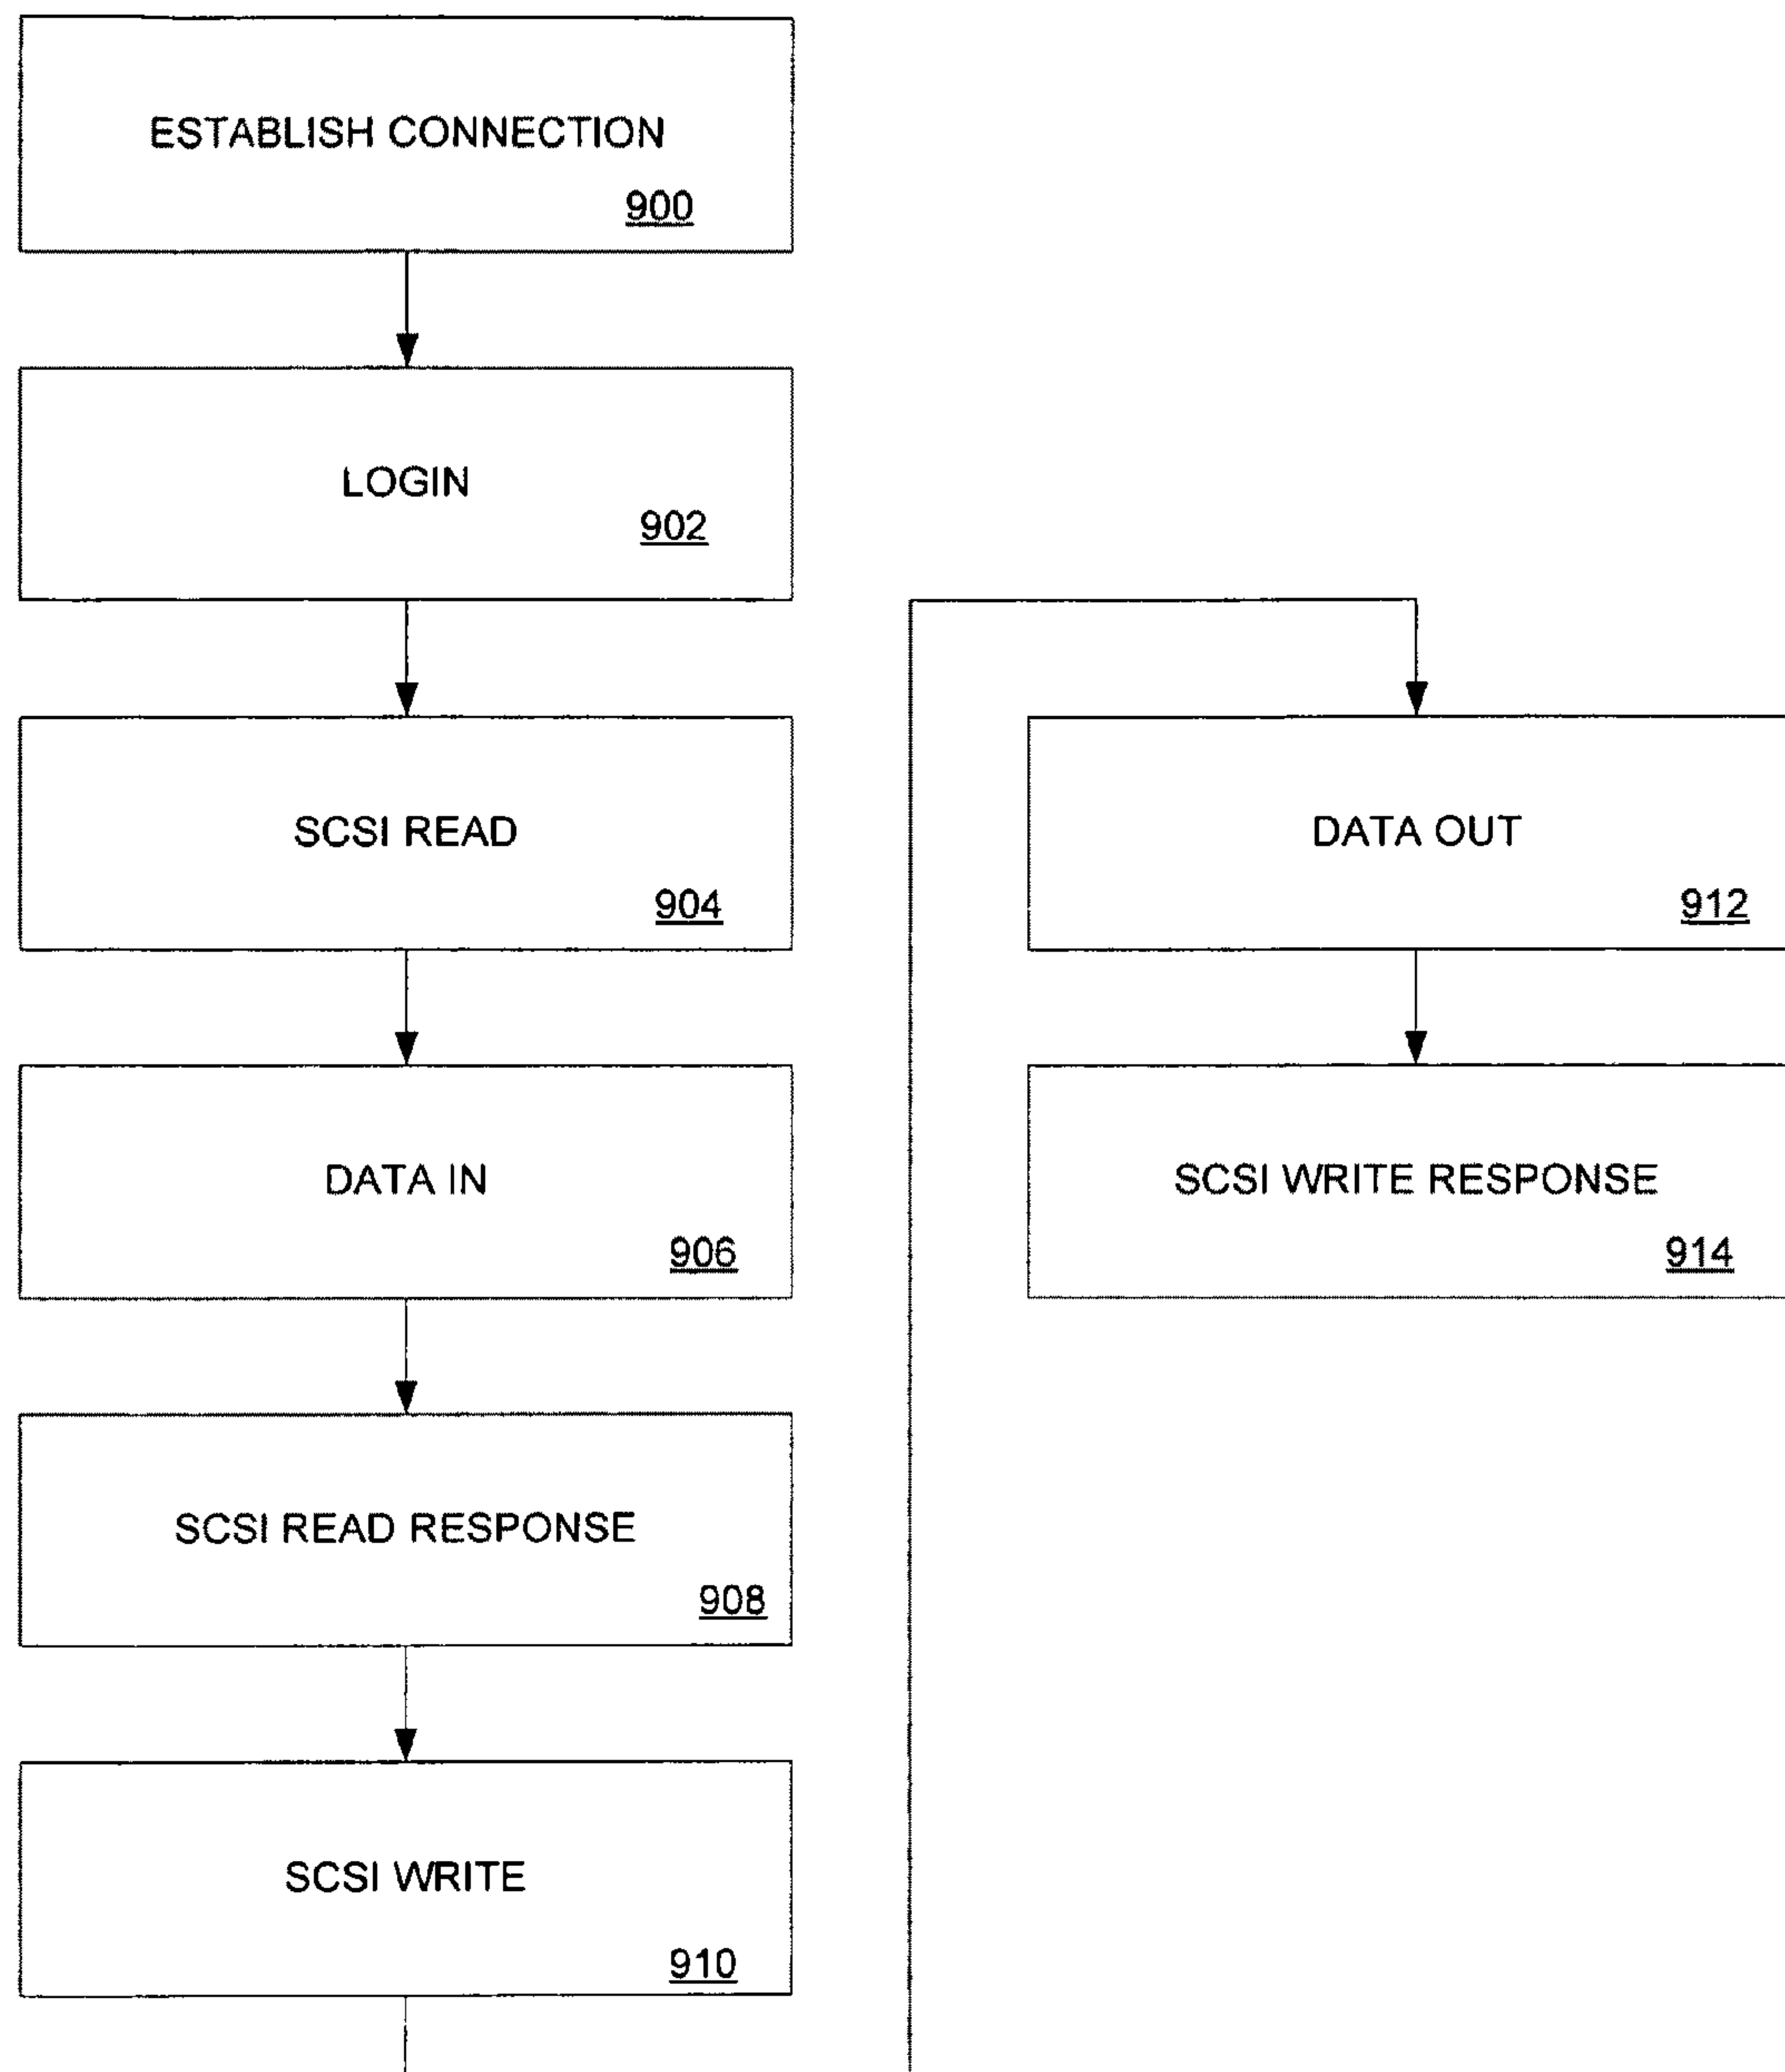 ESTABLISH CONNECTION
900
LOGIN
902
SCSI READ
904
DATA IN
906
SCSI READ RESPONSE
908
SCSI WRITE
910
DATA OUT
912
SCSI WRITE RESPONSE
914